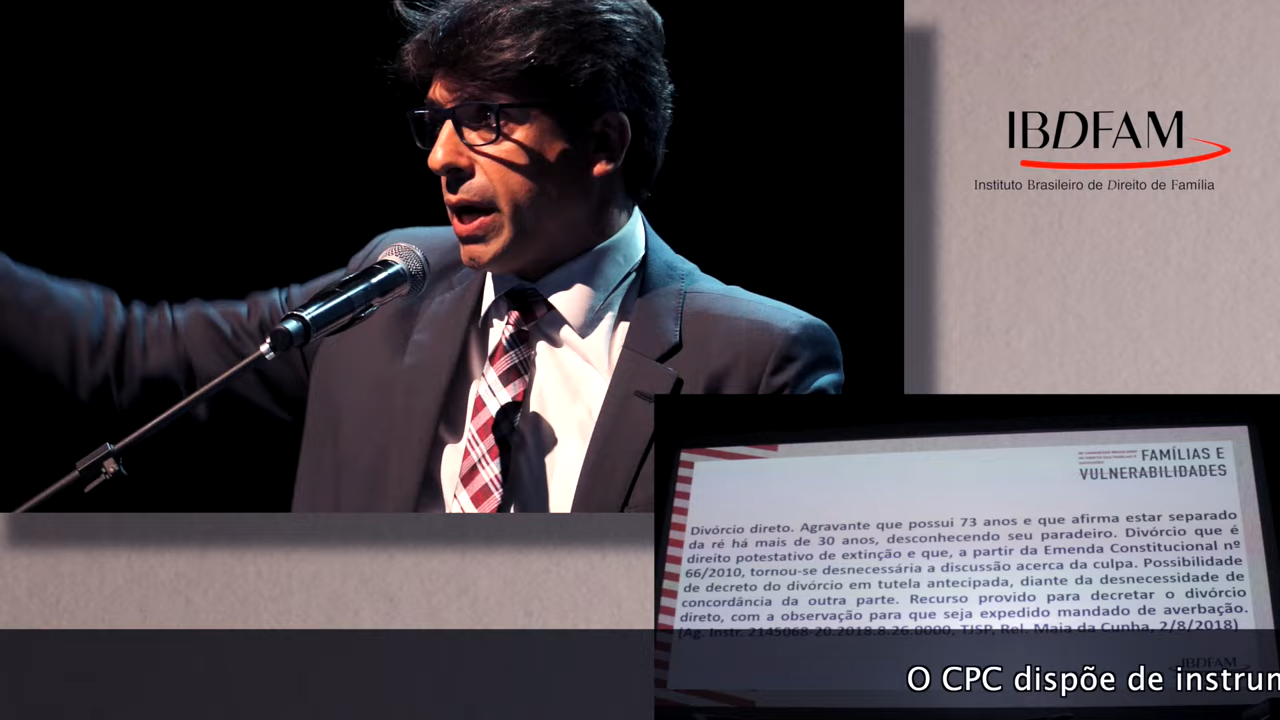 IBDFAM
Instituto Brasileiro de Direito de Família
FAMÍLIAS E
VULNERABILIDADES
Divórcio direto. Agravante que possui 73 anos e que afirma estar separado
da ré há mais de 30 anos, desconhecendo seu paradeiro. Divórcio que é
direito potestativo de extinção e que, a partir da Emenda Constitucional nº
66/2010, tornou-se desnecessária a discussão acerca da culpa. Possibilidade
de decreto do divórcio em tutela antecipada, diante da desnecessidade de
concordância da outra parte. Recurso provido para decretar o divórcio
direto, com a observação para que seja expedido mandado de averbação.
(Ag. Instr. 2145068-20.2018.8.26.0000, TJSP, Rel. Maia da Cunha, 2/8/2018)
IBDFAM
O CPC dispõe de instrum